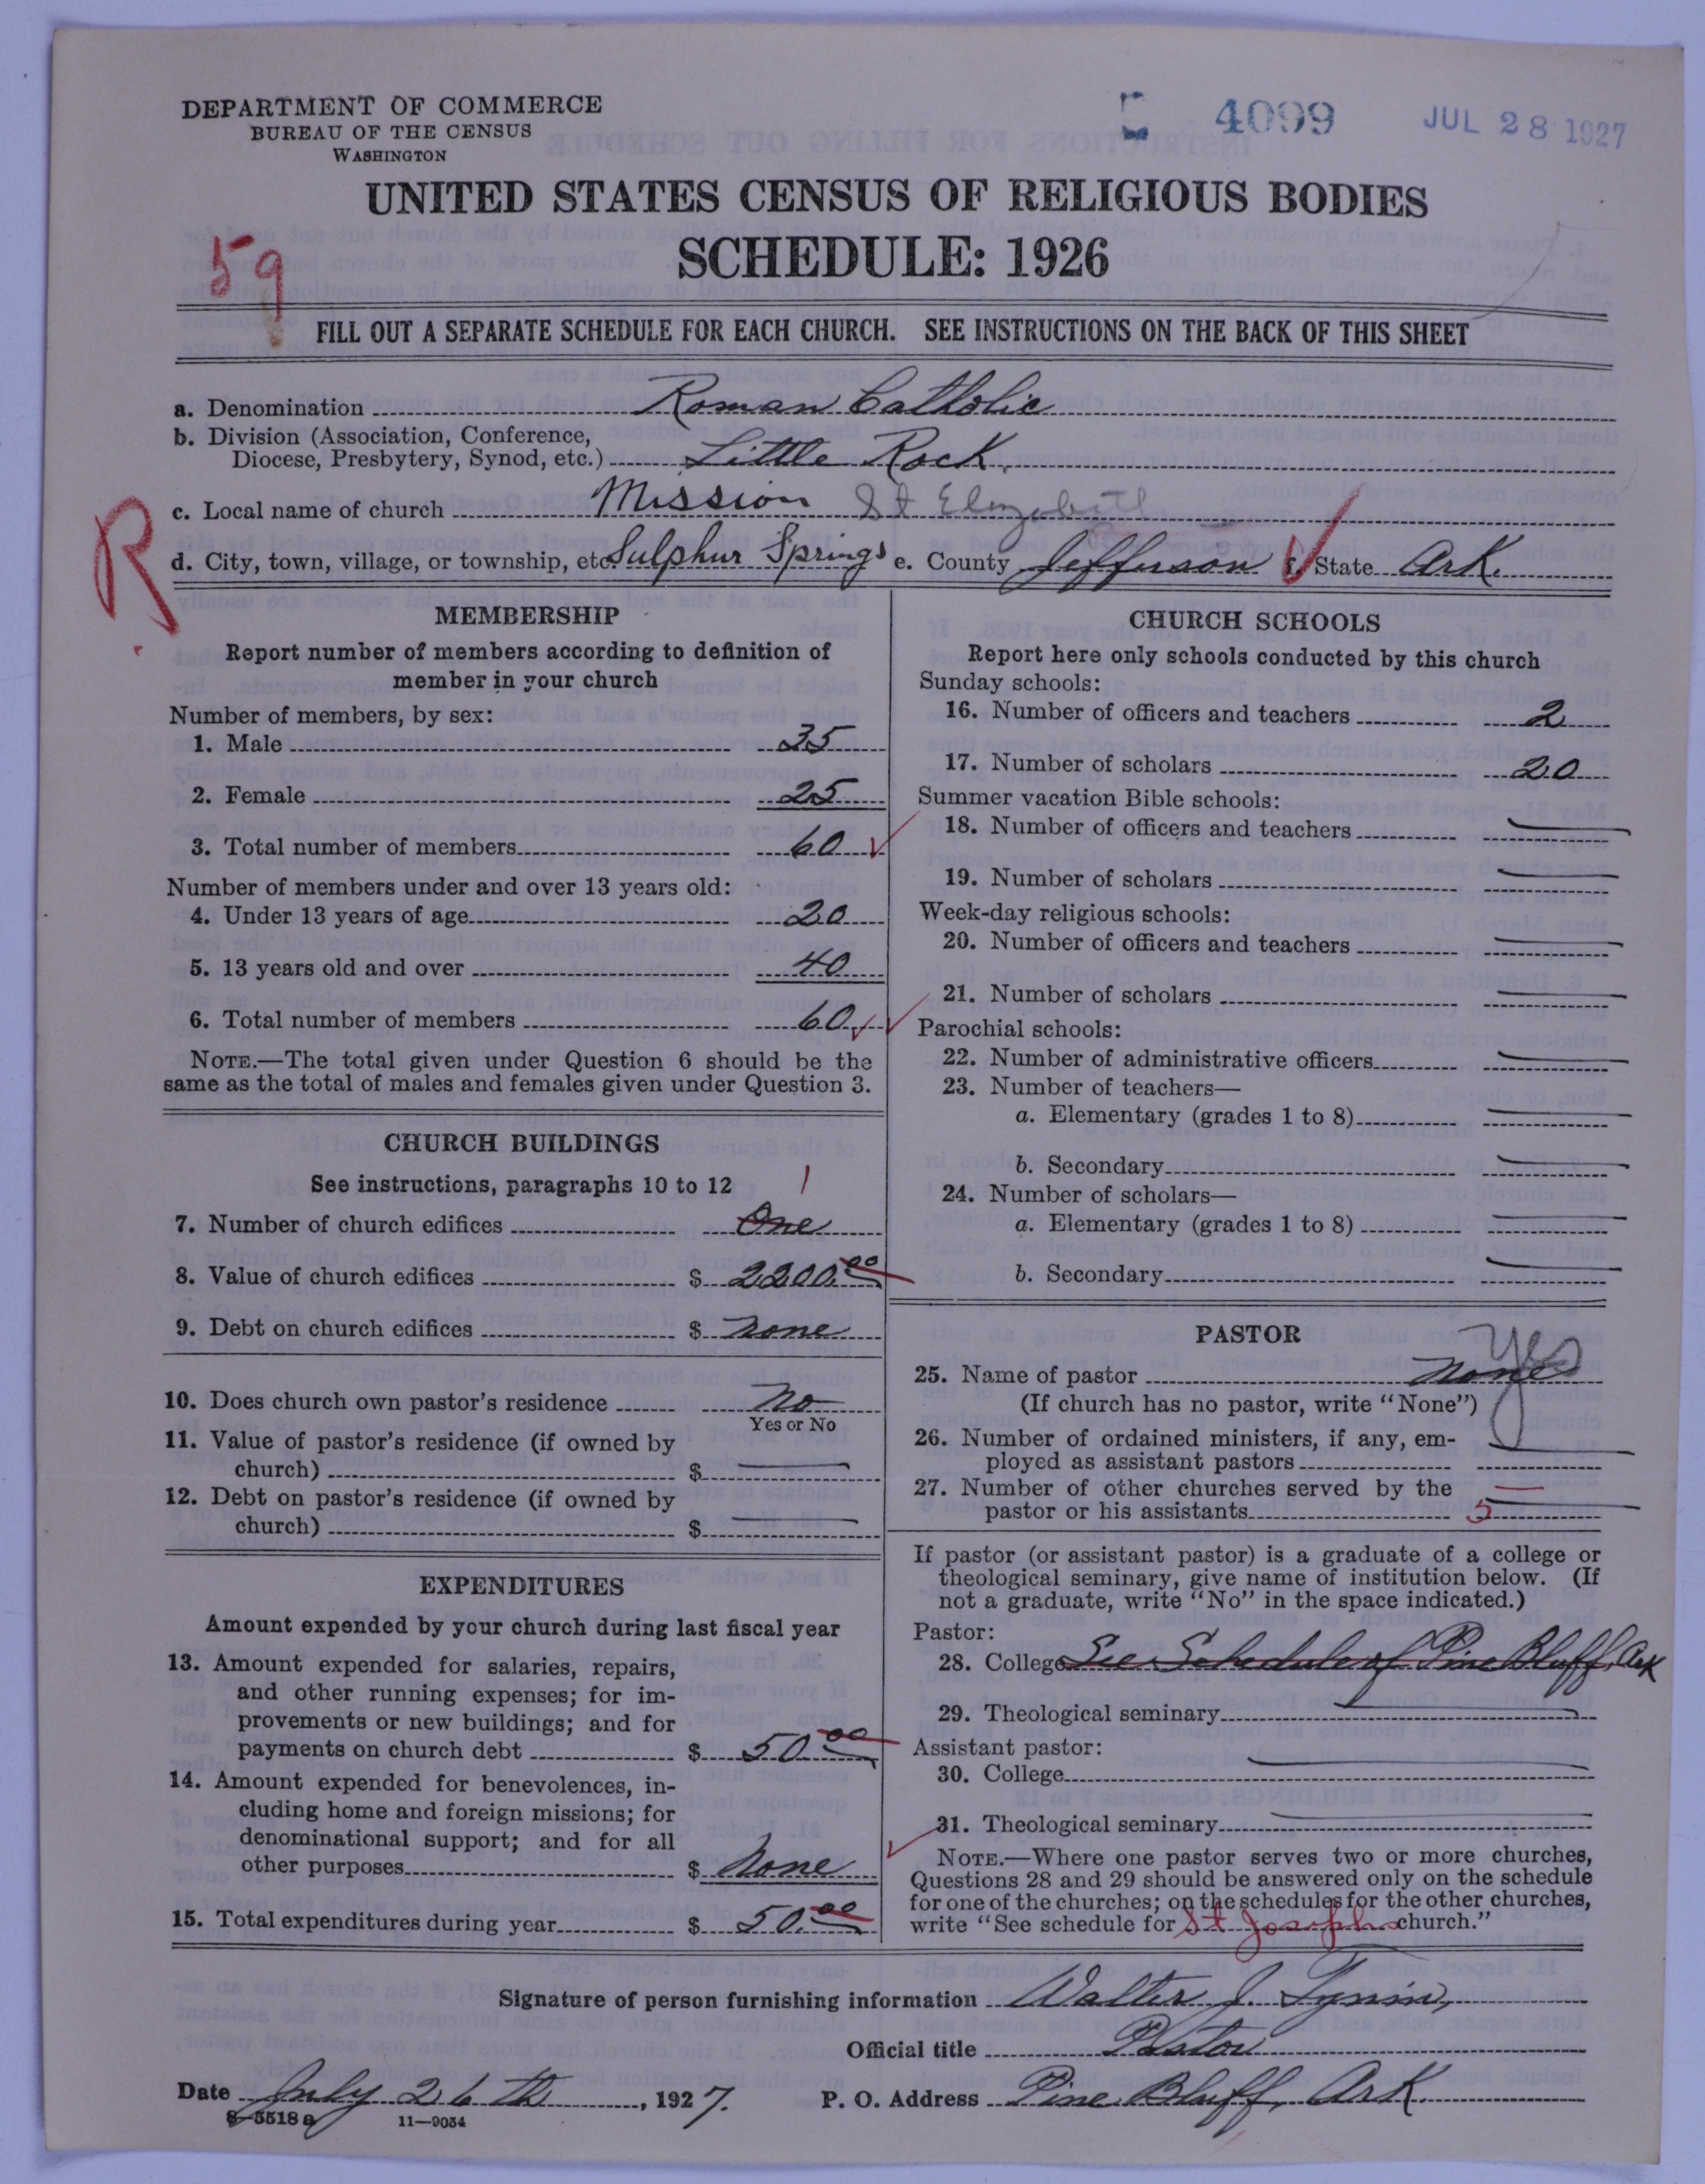 DEPARTMENT OF COMMERCE
BUREAU OF THE CENSUS
WASHINGTON
4099
JUL 28 1927
UNITED STATES CENSUS OF RELIGIOUS BODIES
SCHEDULE: 1926
59
FILL OUT A SEPARATE SCHEDULE FOR EACH CHURCH. SEE INSTRUCTIONS ON THE BACK OF THIS SHEET
a. Denomination Roman Catholic
b. Division (Association, Conference,
Diocese, Presbytery, Synod, etc.) Little Rock
R
c. Local name of church Mission St Elizabeth
d. City, town, village, or township, etc Sulphur Springs e. County Jefferson f. State Ark.
MEMBERSHIP
Report number of members according to definition of
member in your church
Number of members, by sex:
1. Male 35
2. Female 25
3. Total number of members 60
Number of members under and over 13 years old:
4. Under 13 years of age 20
5. 13 years old and over 40
6. Total number of members 60
NOTE.—The total given under Question 6 should be the
same as the total of males and females given under Question 3.
CHURCH BUILDINGS
See instructions, paragraphs 10 to 12
1
7. Number of church edifices One
8. Value of church edifices $ 2200.00
9. Debt on church edifices $ None
10. Does church own pastor's residence No
Yes or No
11. Value of pastor's residence (if owned by
church) $
12. Debt on pastor's residence (if owned by
church) $
EXPENDITURES
Amount expended by your church during last fiscal year
13. Amount expended for salaries, repairs,
and other running expenses; for im-
provements or new buildings; and for
payments on church debt $ 50.00
14. Amount expended for benevolences, in-
cluding home and foreign missions; for
denominational support; and for all
other purposes $ None
15. Total expenditures during year $ 50.00
CHURCH SCHOOLS
Report here only schools conducted by this church
Sunday schools:
16. Number of officers and teachers 2
17. Number of scholars 20
Summer vacation Bible schools:
18. Number of officers and teachers
19. Number of scholars
Week-day religious schools:
20. Number of officers and teachers
21. Number of scholars
Parochial schools:
22. Number of administrative officers
23. Number of teachers—
a. Elementary (grades 1 to 8)
b. Secondary
24. Number of scholars—
a. Elementary (grades 1 to 8)
b. Secondary
PASTOR
25. Name of pastor None yes
(If church has no pastor, write "None")
26. Number of ordained ministers, if any, em-
ployed as assistant pastors
27. Number of other churches served by the
pastor or his assistants 5
If pastor (or assistant pastor) is a graduate of a college or
theological seminary, give name of institution below. (If
not a graduate, write "No" in the space indicated.)
Pastor:
28. College See Schedule of Pine Bluff, Ark
29. Theological seminary
Assistant pastor:
30. College
31. Theological seminary
NOTE.—Where one pastor serves two or more churches,
Questions 28 and 29 should be answered only on the schedule
for one of the churches; on the schedules for the other churches,
write "See schedule for St Josephs church."
Signature of person furnishing information Walter J. Tynin
Official title Pastor
Date July 26th, 1927. P. O. Address Pine Bluff, Ark.
8-5518 a 11—9054